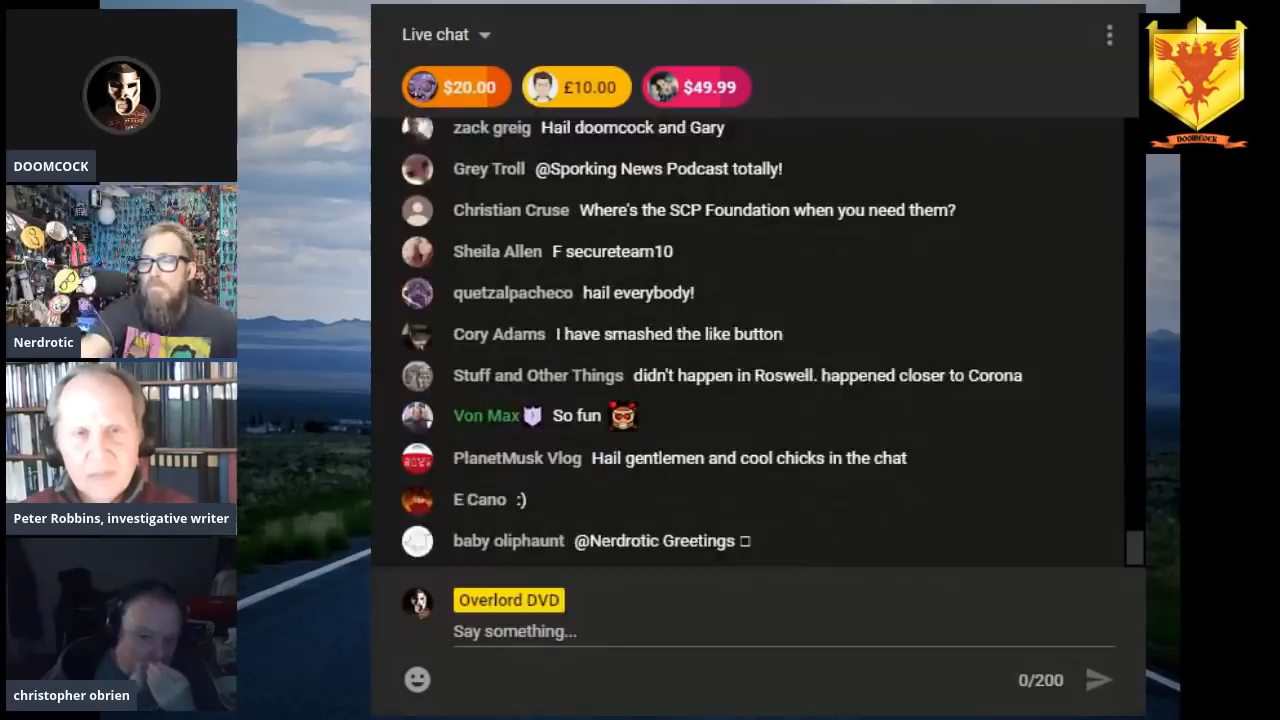 DOOMCOCK
Nerdrotic
Peter Robbins, investigative writer
christopher obrien
Live chat
$20.00
£10.00
$49.99
zack greig Hail doomcock and Gary
Grey Troll @Sporking News Podcast totally!
Christian Cruse Where's the SCP Foundation when you need them?
Sheila Allen F secureteam10
quetzalpacheco hail everybody!
Cory Adams I have smashed the like button
Stuff and Other Things didn't happen in Roswell. happened closer to Corona
Von Max So fun
PlanetMusk Vlog Hail gentlemen and cool chicks in the chat
E Cano :)
baby oliphaunt @Nerdrotic Greetings □
Overlord DVD
Say something...
0/200
DOOMCOCK